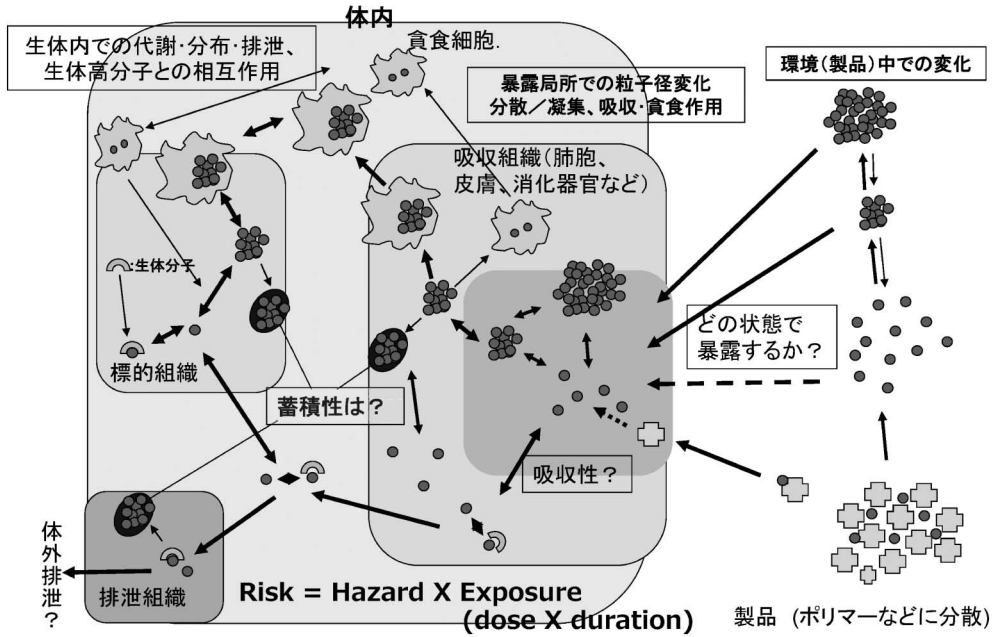 体内
生体内での代謝・分布・排泄、
生体高分子との相互作用
貪食細胞.
暴露局所での粒子径変化
分散／凝集、吸収・貪食作用
環境（製品）中での変化
吸収組織（肺胞、
皮膚、消化器官など）
:生体分子
標的組織
どの状態で
暴露するか？
蓄積性は？
吸収性？
体外排泄？
排泄組織
Risk = Hazard X Exposure
(dose X duration)
製品 （ポリマーなどに分散）